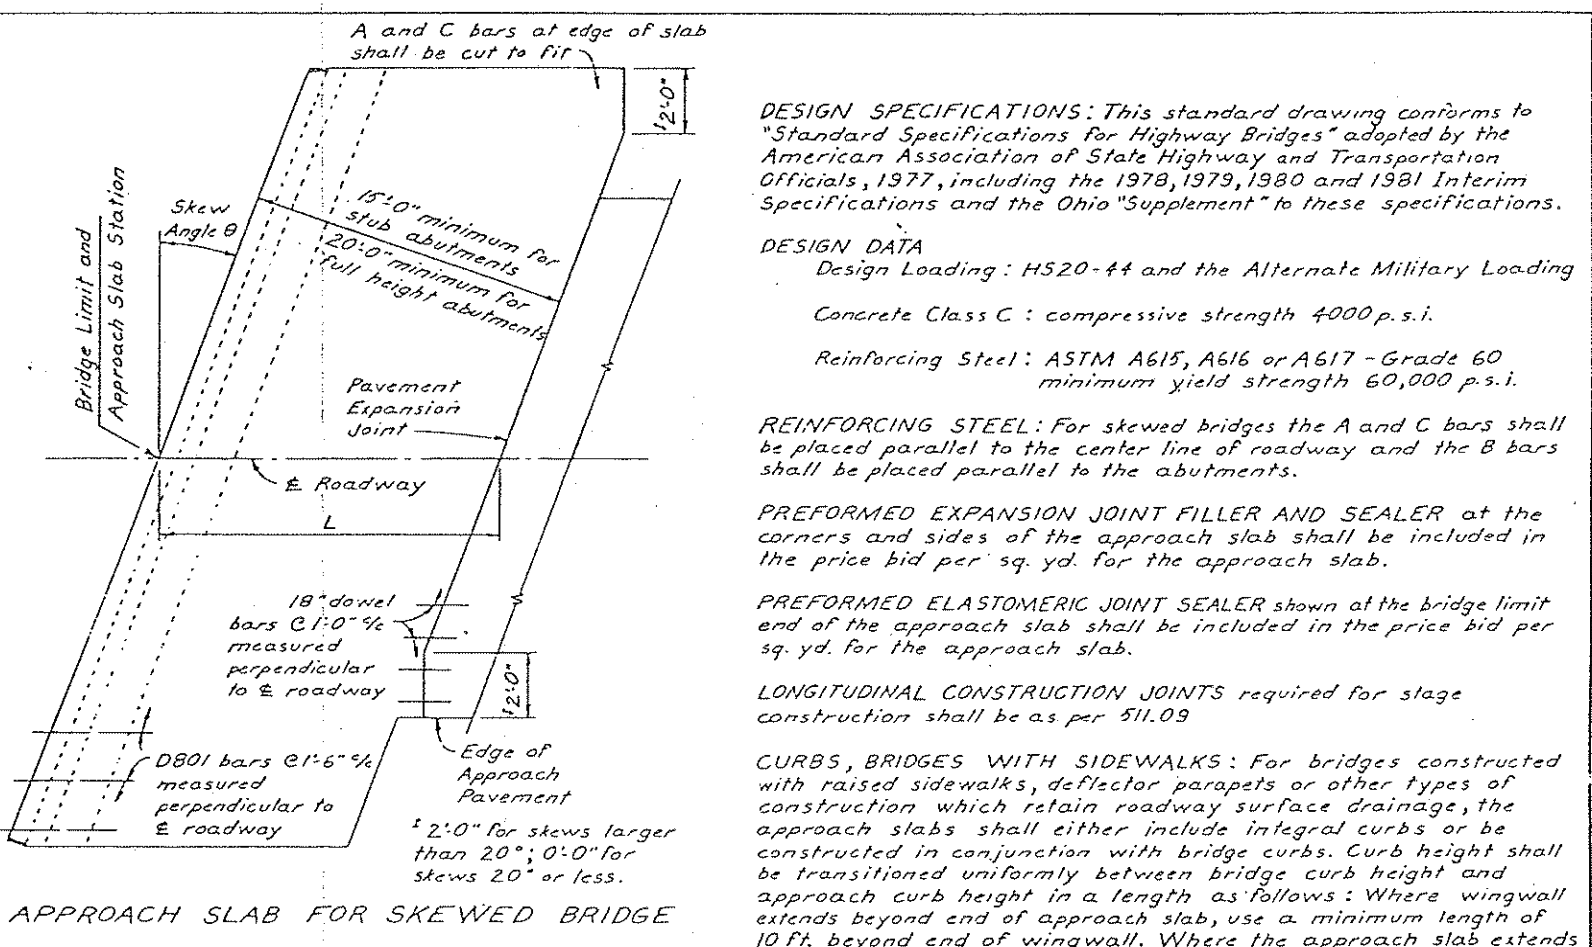 A and C bars at edge of slab
shall be cut to fit
‡2'-0"
Bridge Limit and
Approach Slab Station
Skew
Angle θ
15'-0" minimum for
stub abutments
20'-0" minimum for
full height abutments
Pavement
Expansion
Joint
℄ Roadway
L
18" dowel
bars @ 1'-0" c/c
measured
perpendicular
to ℄ roadway
‡2'-0"
D801 bars @ 1'-6" c/c
measured
perpendicular to
℄ roadway
Edge of
Approach
Pavement
‡ 2'-0" for skews larger
than 20°; 0'-0" for
skews 20° or less.
APPROACH SLAB FOR SKEWED BRIDGE
DESIGN SPECIFICATIONS: This standard drawing conforms to
"Standard Specifications for Highway Bridges" adopted by the
American Association of State Highway and Transportation
Officials, 1977, including the 1978, 1979, 1980 and 1981 Interim
Specifications and the Ohio "Supplement" to these specifications.
DESIGN DATA
Design Loading: HS20-44 and the Alternate Military Loading
Concrete Class C: compressive strength 4000 p.s.i.
Reinforcing Steel: ASTM A615, A616 or A617 - Grade 60
minimum yield strength 60,000 p.s.i.
REINFORCING STEEL: For skewed bridges the A and C bars shall
be placed parallel to the center line of roadway and the B bars
shall be placed parallel to the abutments.
PREFORMED EXPANSION JOINT FILLER AND SEALER at the
corners and sides of the approach slab shall be included in
the price bid per sq. yd. for the approach slab.
PREFORMED ELASTOMERIC JOINT SEALER shown at the bridge limit
end of the approach slab shall be included in the price bid per
sq. yd. for the approach slab.
LONGITUDINAL CONSTRUCTION JOINTS required for stage
construction shall be as per 511.09
CURBS, BRIDGES WITH SIDEWALKS: For bridges constructed
with raised sidewalks, deflector parapets or other types of
construction which retain roadway surface drainage, the
approach slabs shall either include integral curbs or be
constructed in conjunction with bridge curbs. Curb height shall
be transitioned uniformly between bridge curb height and
approach curb height in a length as follows: Where wingwall
extends beyond end of approach slab, use a minimum length of
10 ft. beyond end of wingwall. Where the approach slab extends